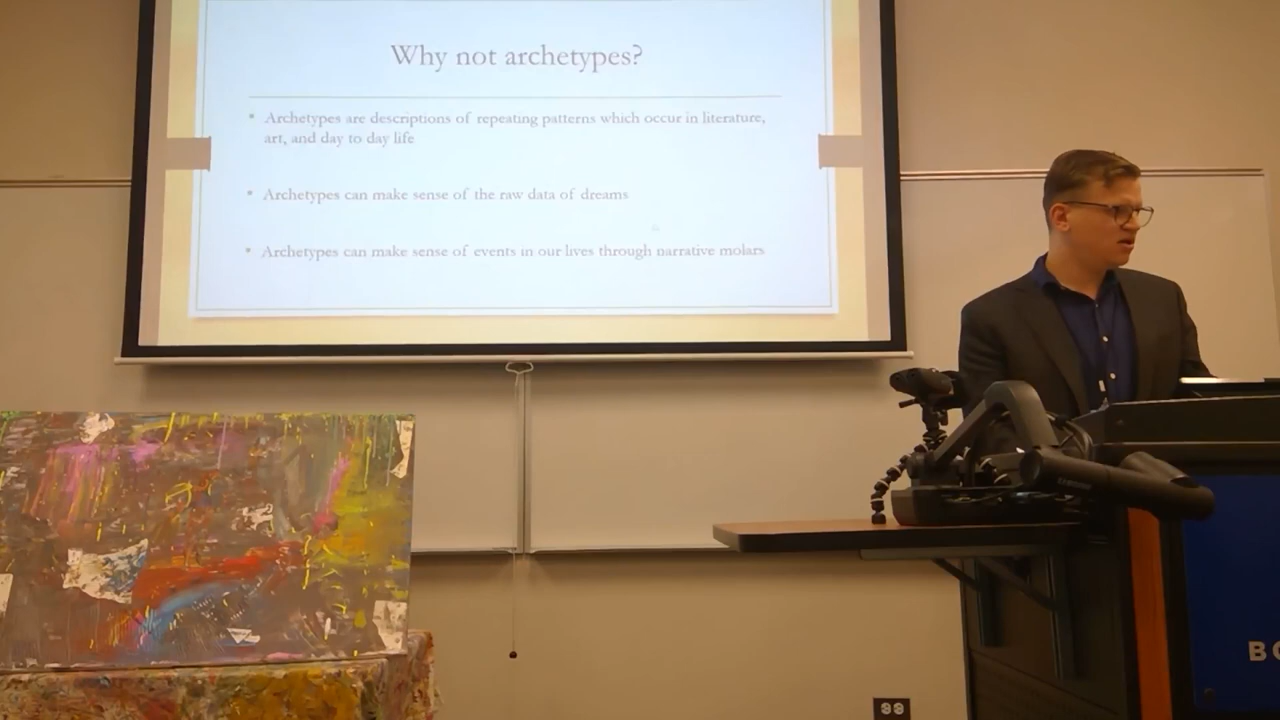 Why not archetypes?
Archetypes are descriptions of repeating patterns which occur in literature,
art, and day to day life
Archetypes can make sense of the raw data of dreams
Archetypes can make sense of events in our lives through narrative molars